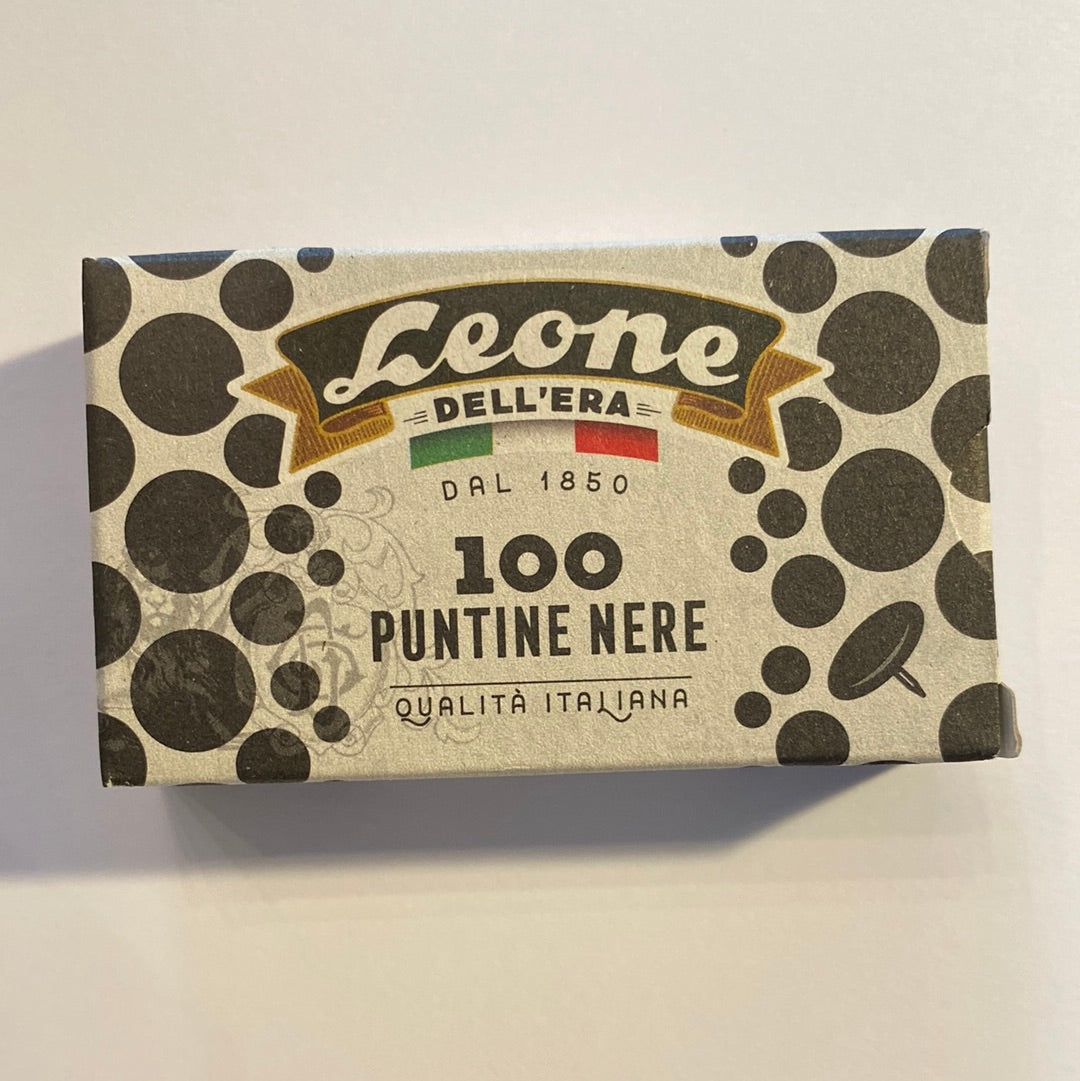 Leone
DELL'ERA
DAL 1850
100
PUNTINE NERE
QUALITÀ ITALIANA